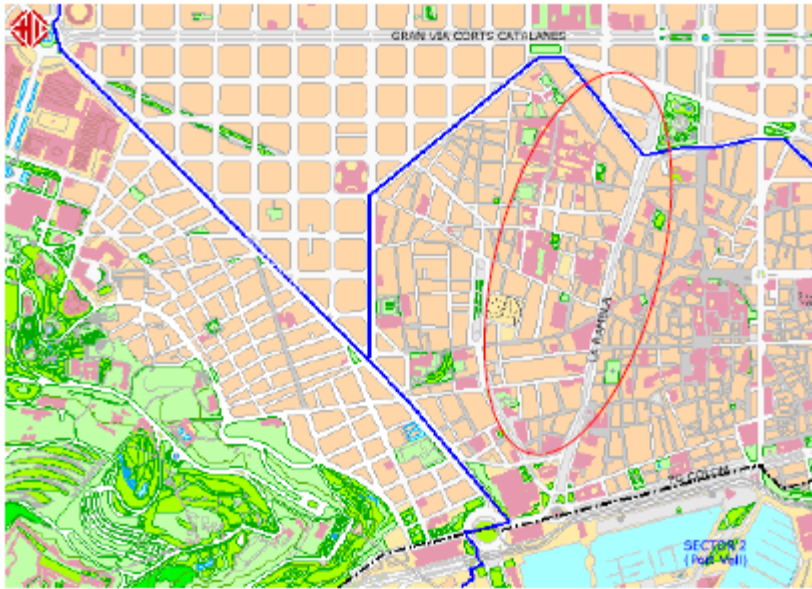 GRAN VIA CORTS CATALANES
LA RAMBLA
COLOM
SECTOR 2
(Port Vell)